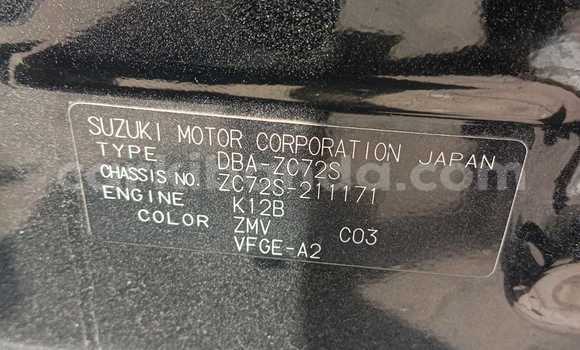 SUZUKI MOTOR CORPORATION JAPAN
TYPE DBA-ZC72S
CHASSIS NO. ZC72S-211171
ENGINE K12B
COLOR ZMV C03
VFGE-A2